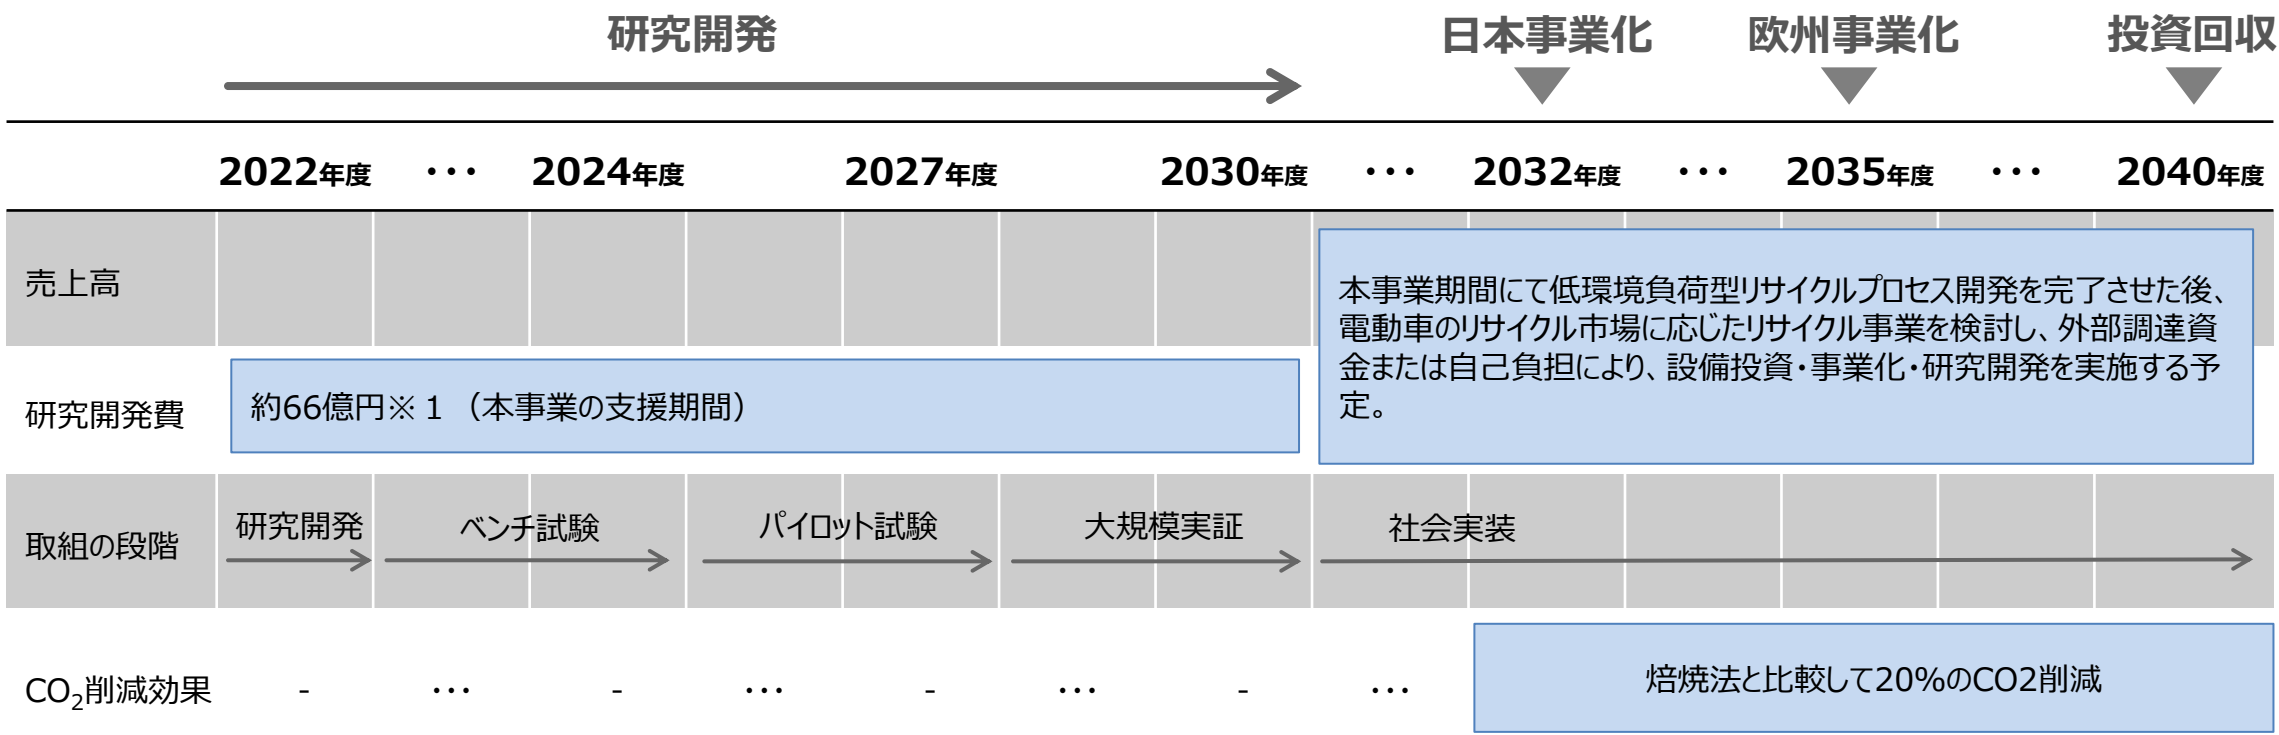 研究開発 日本事業化 欧州事業化 投資回収
2022年度 ・・・ 2024年度 2027年度 2030年度 ・・・ 2032年度 ・・・ 2035年度 ・・・ 2040年度
売上高
本事業期間にて低環境負荷型リサイクルプロセス開発を完了させた後、
電動車のリサイクル市場に応じたリサイクル事業を検討し、外部調達資
金または自己負担により、設備投資・事業化・研究開発を実施する予
定。
研究開発費
約66億円※１（本事業の支援期間）
取組の段階
研究開発 ベンチ試験 パイロット試験 大規模実証 社会実装
CO₂削減効果 - ・・・ - ・・・ - ・・・ - ・・・
焙焼法と比較して20%のCO2削減